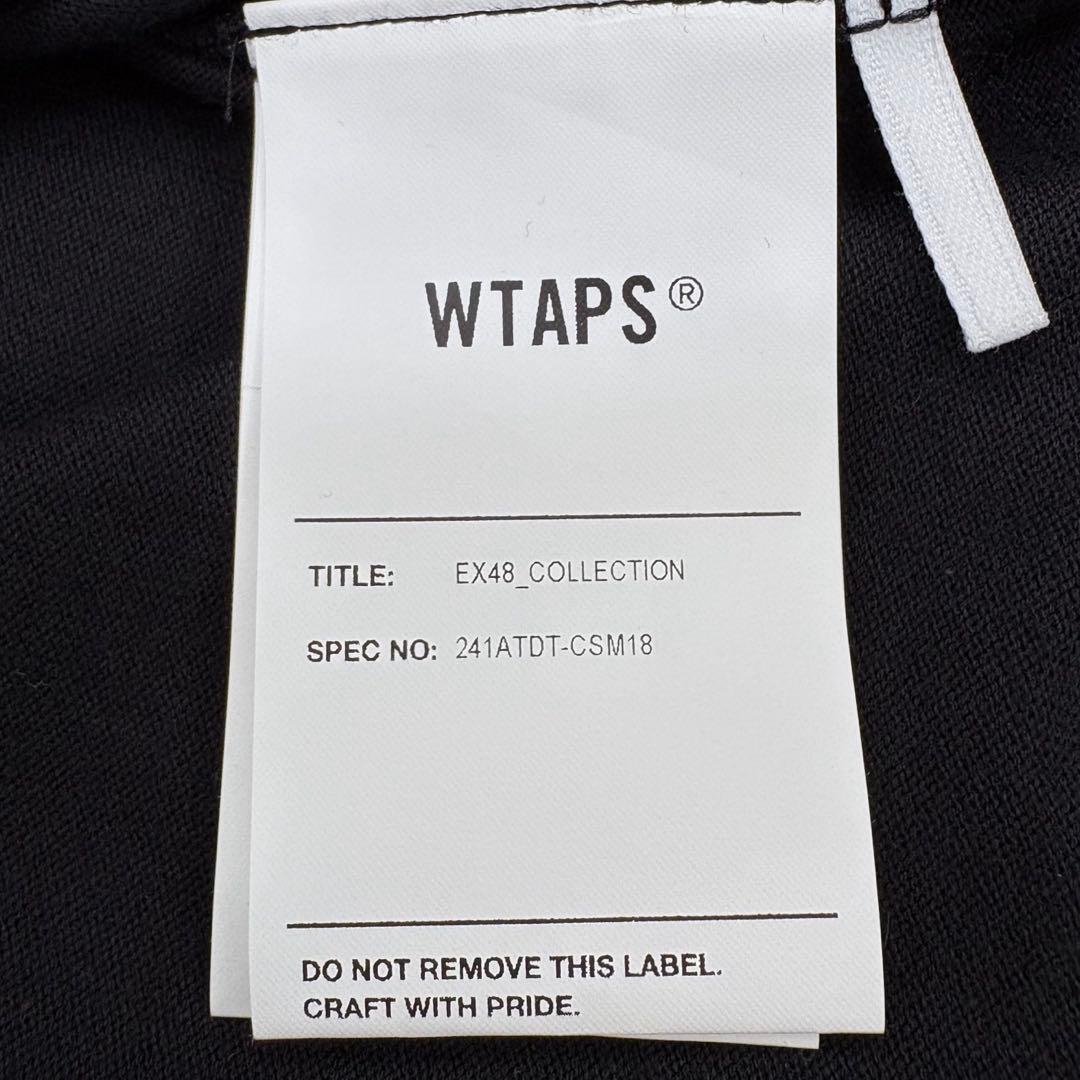 WTAPS®
TITLE: EX48_COLLECTION
SPEC NO: 241ATDT-CSM18
DO NOT REMOVE THIS LABEL.
CRAFT WITH PRIDE.